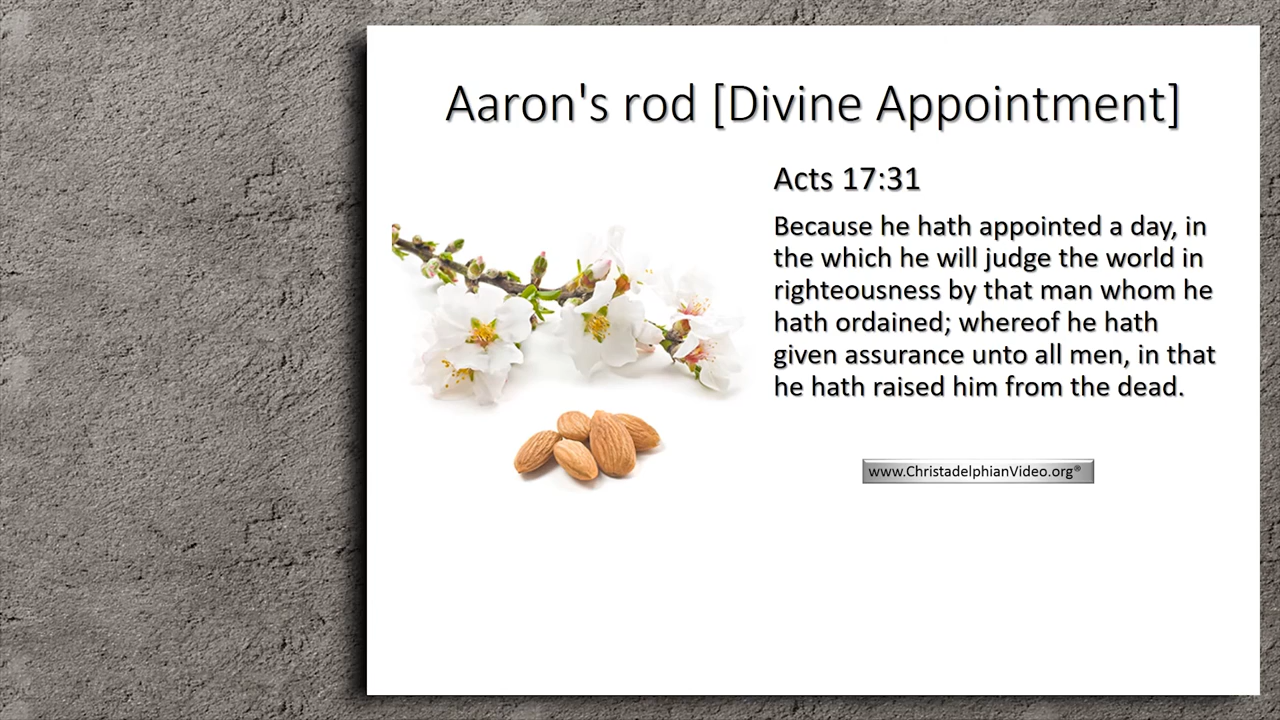 Aaron's rod [Divine Appointment]
Acts 17:31
Because he hath appointed a day, in
the which he will judge the world in
righteousness by that man whom he
hath ordained; whereof he hath
given assurance unto all men, in that
he hath raised him from the dead.
www.ChristadelphianVideo.org®